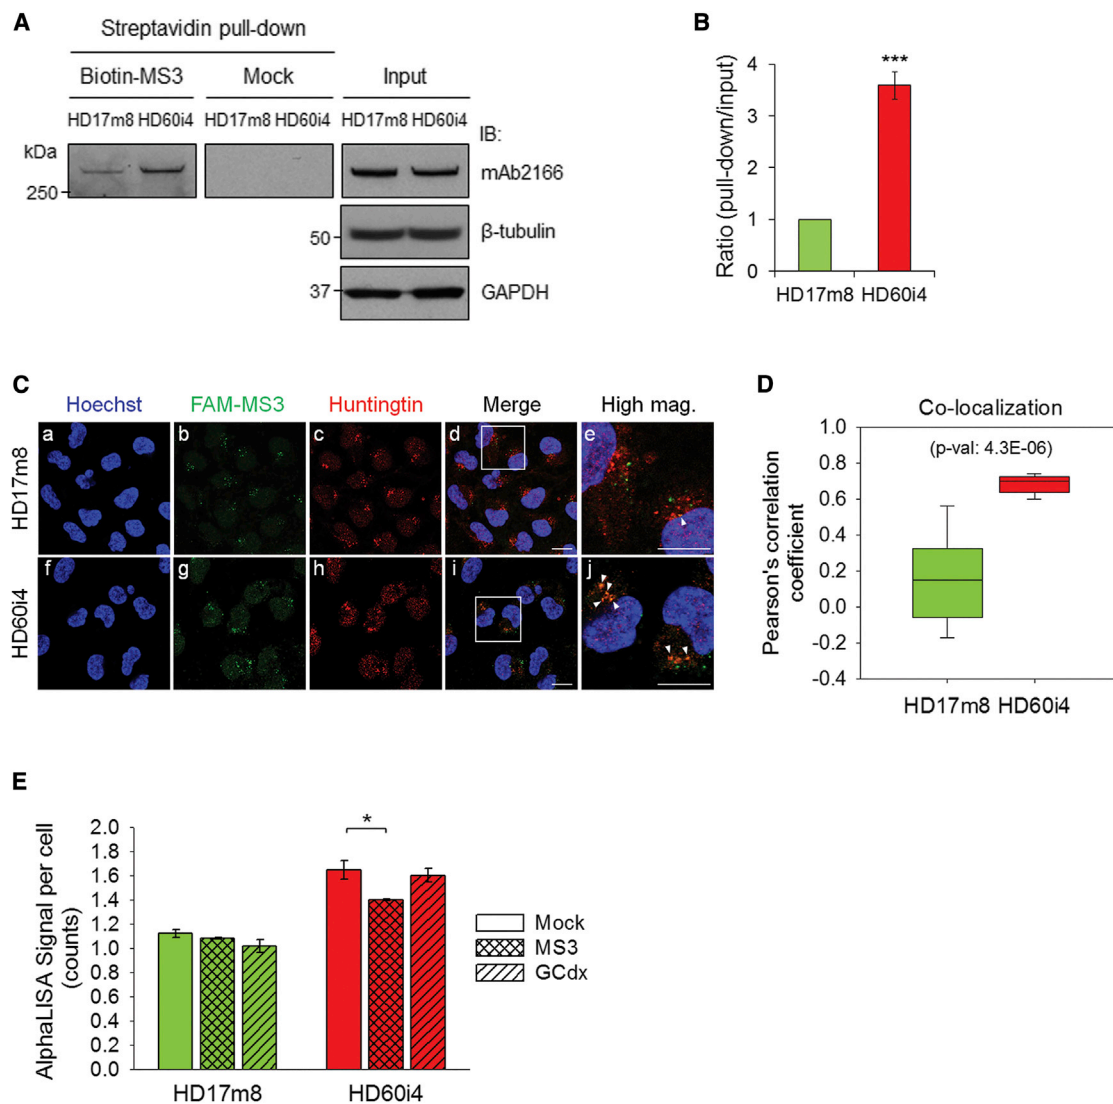 A
Streptavidin pull-down
Biotin-MS3 Mock Input
HD17m8 HD60i4 HD17m8 HD60i4 HD17m8 HD60i4
IB:
kDa
250
mAb2166
50
β-tubulin
37
GAPDH
B
Ratio (pull-down/input)
4
3
2
1
0
***
HD17m8 HD60i4
C
Hoechst FAM-MS3 Huntingtin Merge High mag.
HD17m8
a b c d e
HD60i4
f g h i j
D
Co-localization
(p-val: 4.3E-06)
Pearson's correlation
coefficient
1.0
0.8
0.6
0.4
0.2
0.0
-0.2
-0.4
HD17m8 HD60i4
E
AlphaLISA Signal per cell
(counts)
2.0
1.8
1.6
1.4
1.2
1.0
0.8
0.6
0.4
0.2
0.0
*
Mock
MS3
GCdx
HD17m8 HD60i4